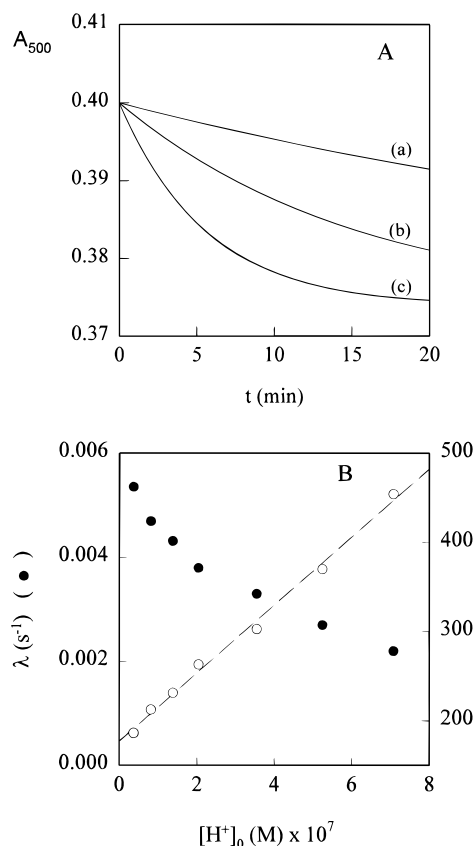 A₅₀₀
A
0.41
0.40
0.39
0.38
0.37
(a)
(b)
(c)
0 5 10 15 20
t (min)
B
0.006
0.004
0.002
0.000
500
400
300
200
λ (s⁻¹) ( ● )
0 2 4 6 8
[H⁺]₀ (M) x 10⁷